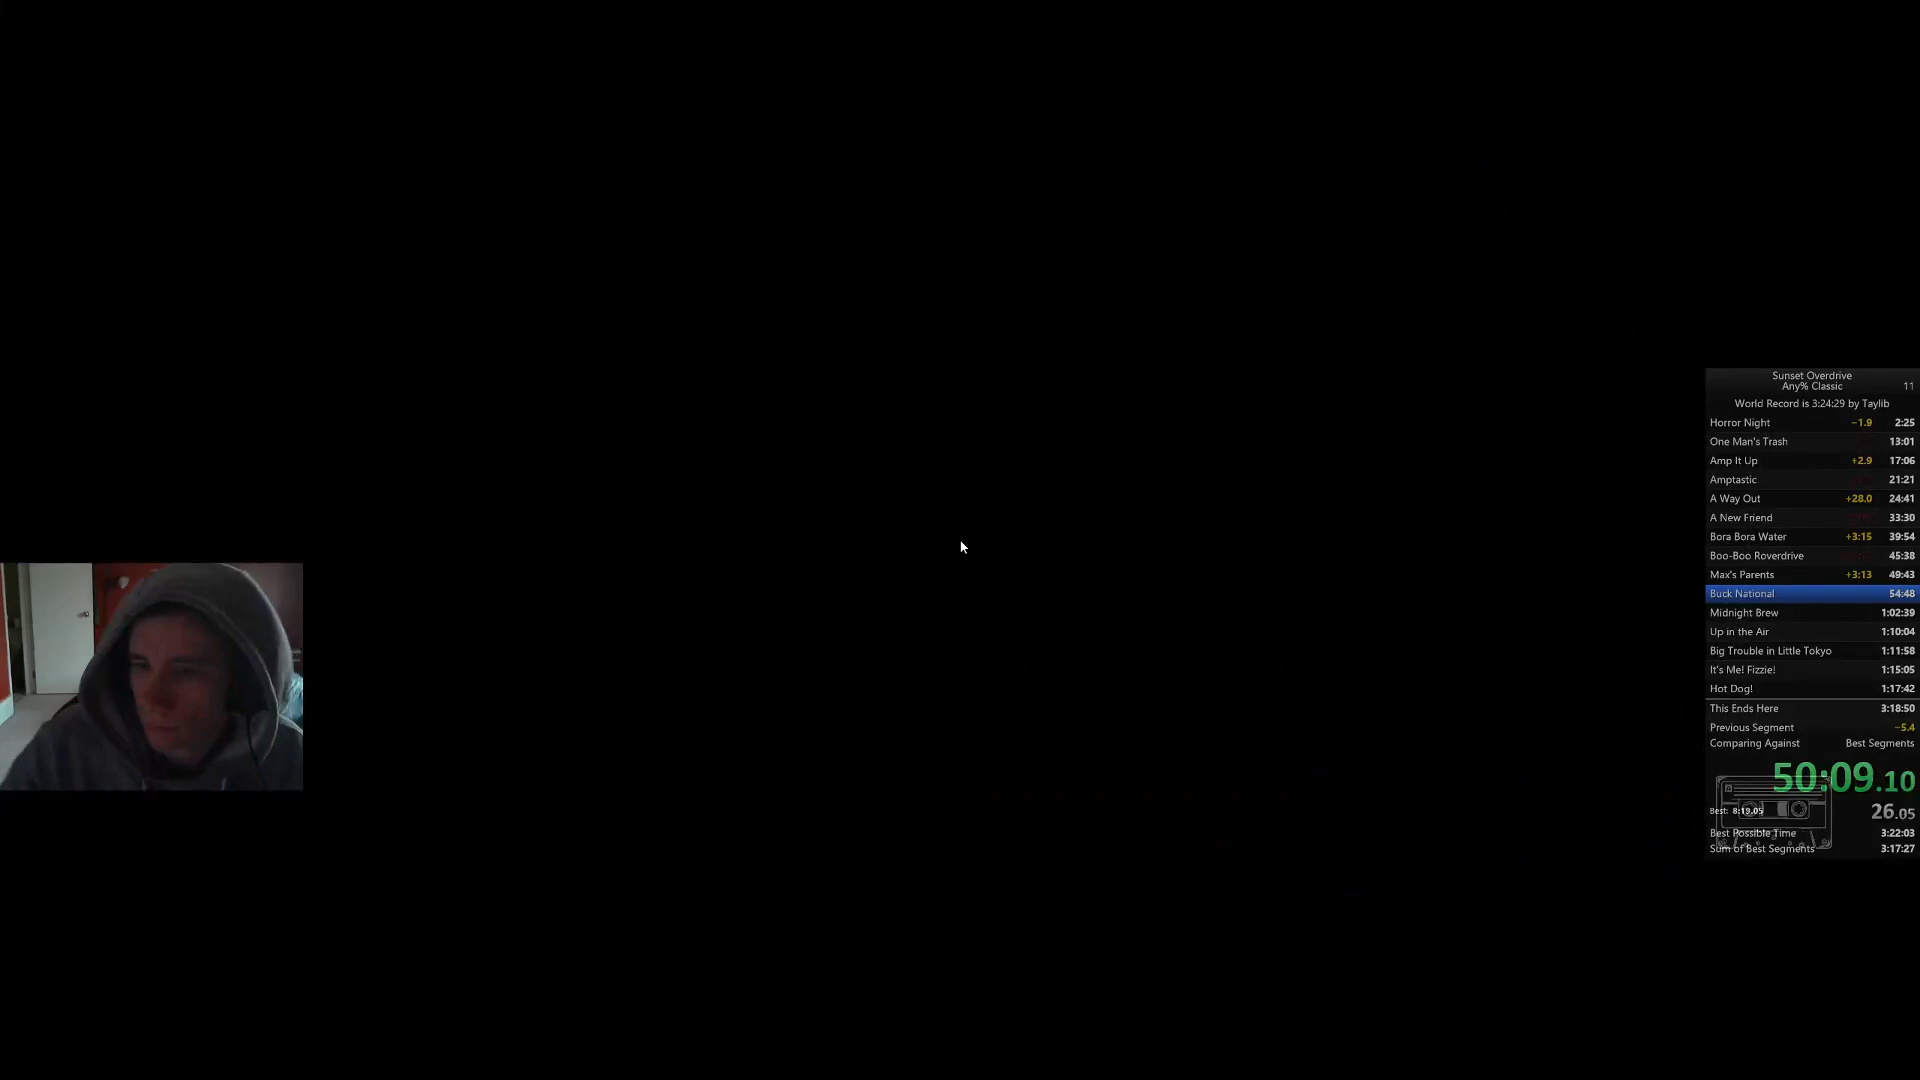 Sunset Overdrive
Any% Classic 11
World Record is 3:24:29 by Taylib
Horror Night −1.9 2:25
One Man's Trash 13:01
Amp It Up +2.9 17:06
Amptastic 21:21
A Way Out +28.0 24:41
A New Friend 33:30
Bora Bora Water +3:15 39:54
Boo-Boo Roverdrive 45:38
Max's Parents +3:13 49:43
Buck National 54:48
Midnight Brew 1:02:39
Up in the Air 1:10:04
Big Trouble in Little Tokyo 1:11:58
It's Me! Fizzie! 1:15:05
Hot Dog! 1:17:42
This Ends Here 3:18:50
Previous Segment −5.4
Comparing Against Best Segments
50:09.10
Best: 8:19.05 26.05
Best Possible Time 3:22:03
Sum of Best Segments 3:17:27